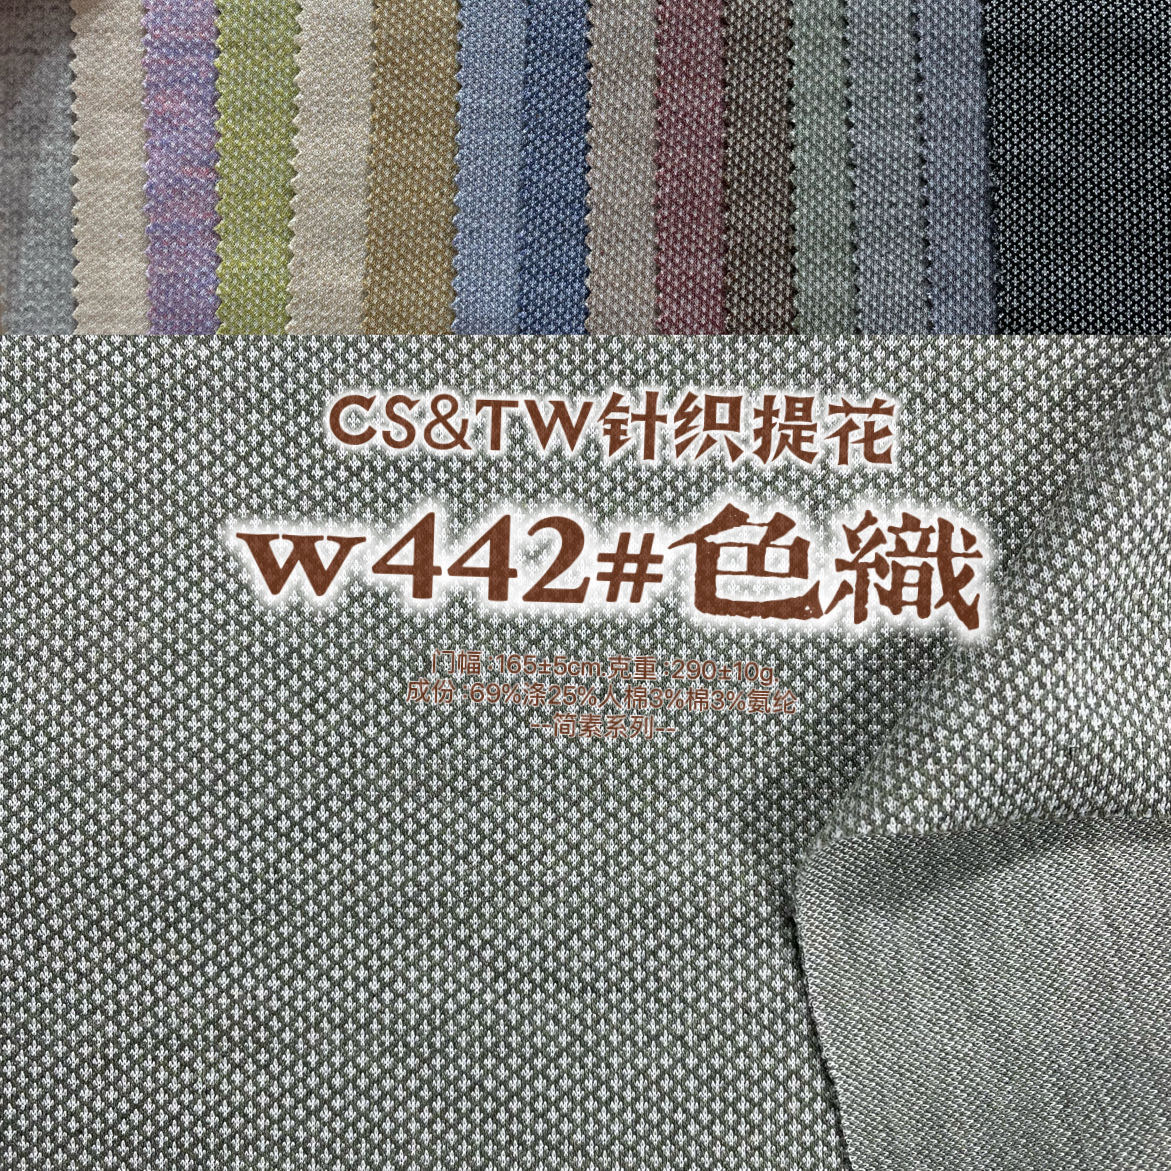 CS&TW针织提花
w442#色織
门幅:165±5cm.克重:290±10g,
成份:69%涤25%人棉3%棉3%氨纶
--简素系列--